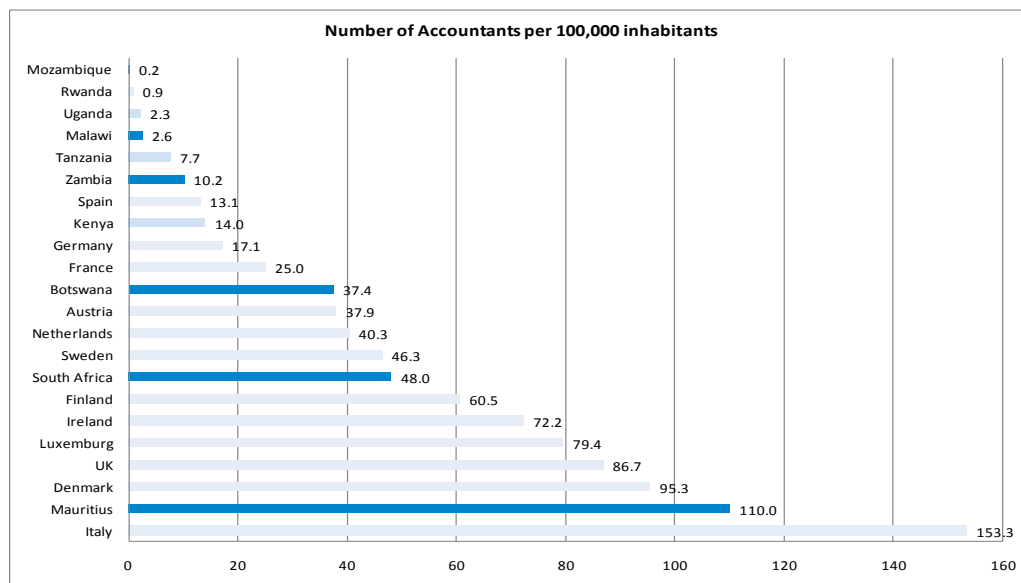 Number of Accountants per 100,000 inhabitants
Mozambique 0.2
Rwanda 0.9
Uganda 2.3
Malawi 2.6
Tanzania 7.7
Zambia 10.2
Spain 13.1
Kenya 14.0
Germany 17.1
France 25.0
Botswana 37.4
Austria 37.9
Netherlands 40.3
Sweden 46.3
South Africa 48.0
Finland 60.5
Ireland 72.2
Luxemburg 79.4
UK 86.7
Denmark 95.3
Mauritius 110.0
Italy 153.3
0 20 40 60 80 100 120 140 160